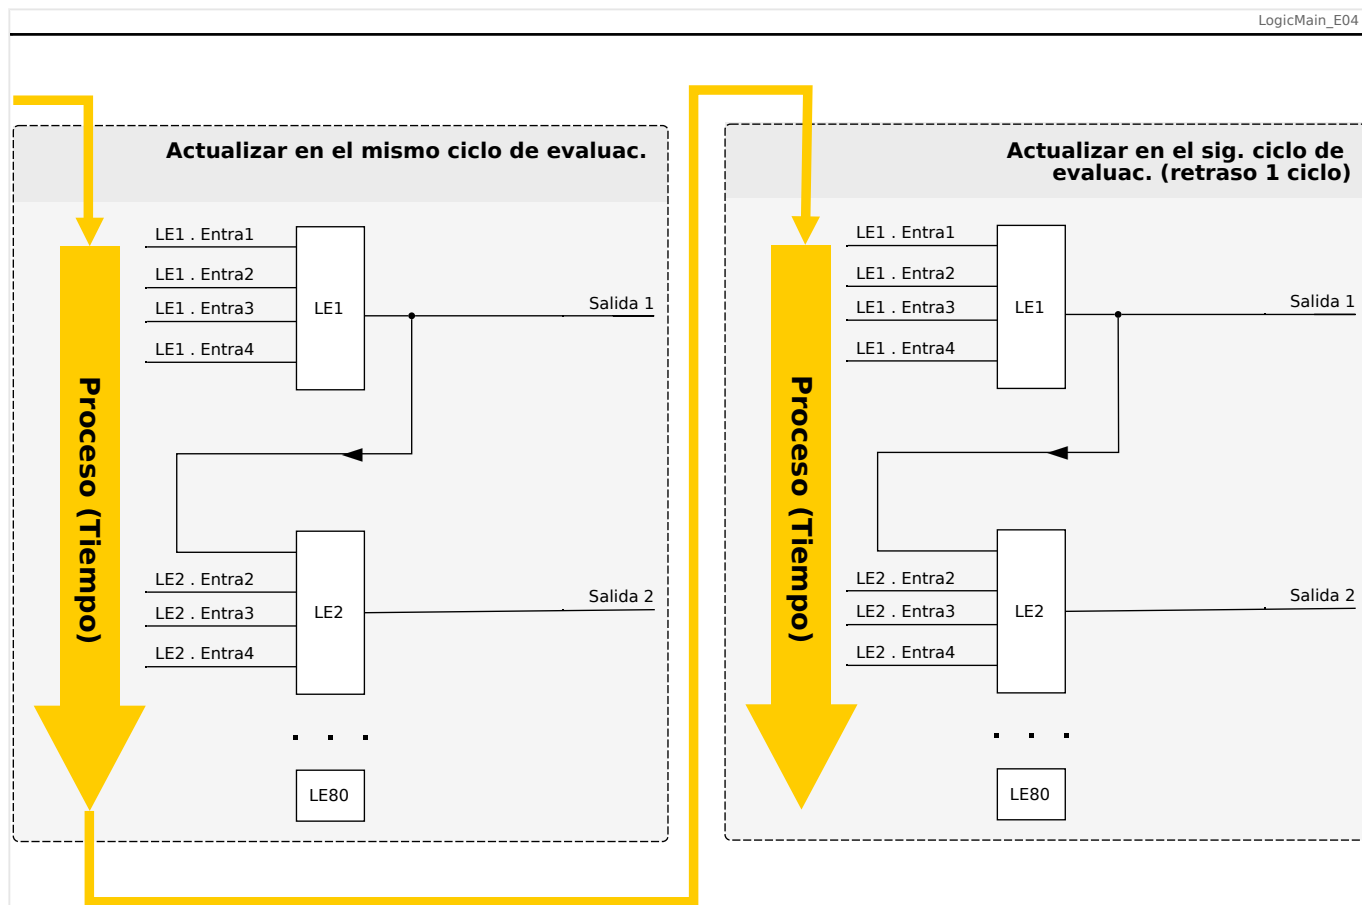 LogicMain_E04
Actualizar en el mismo ciclo de evaluac.
LE1 . Entra1
LE1 . Entra2
LE1 . Entra3
LE1 . Entra4
LE1
Salida 1
Proceso (Tiempo)
LE2 . Entra2
LE2 . Entra3
LE2 . Entra4
LE2
Salida 2
. . .
LE80
Actualizar en el sig. ciclo de
evaluac. (retraso 1 ciclo)
LE1 . Entra1
LE1 . Entra2
LE1 . Entra3
LE1 . Entra4
LE1
Salida 1
Proceso (Tiempo)
LE2 . Entra2
LE2 . Entra3
LE2 . Entra4
LE2
Salida 2
. . .
LE80